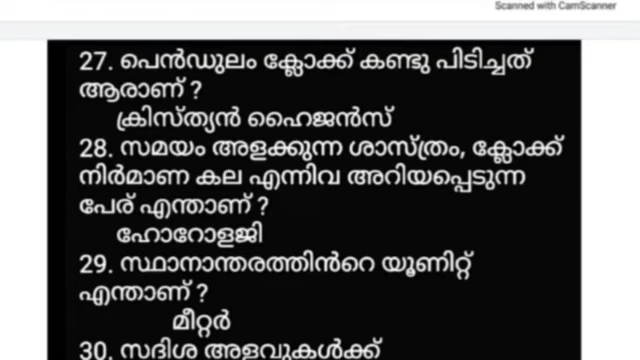 Scanned with CamScanner
27. പെൻഡുലം ക്ലോക്ക് കണ്ടു പിടിച്ചത്
ആരാണ് ?
ക്രിസ്ത്യൻ ഹൈജൻസ്
28. സമയം അളക്കുന്ന ശാസ്ത്രം, ക്ലോക്ക്
നിർമാണ കല എന്നിവ അറിയപ്പെടുന്ന
പേര് എന്താണ് ?
ഹോറോളജി
29. സ്ഥാനാന്തരത്തിൻറെ യൂണിറ്റ്
എന്താണ് ?
മീറ്റർ
30. സദിശ അളവുകൾക്ക്